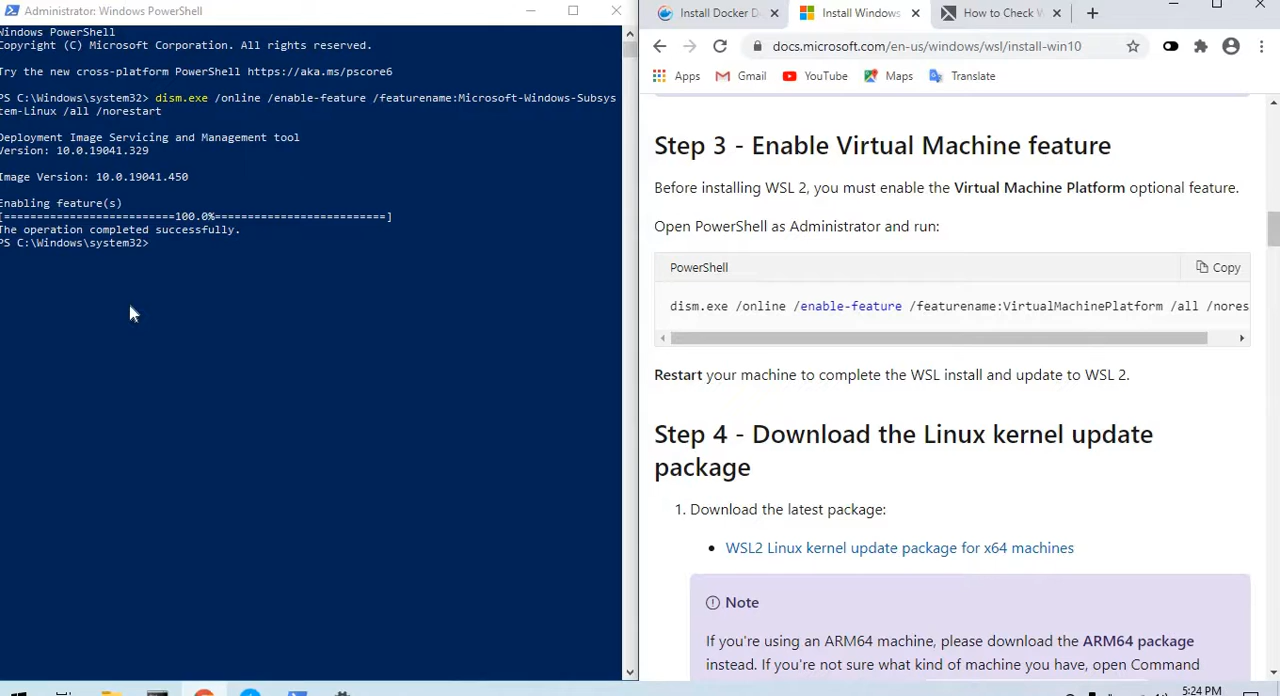 Administrator: Windows PowerShell
Windows PowerShell
Copyright (C) Microsoft Corporation. All rights reserved.
Try the new cross-platform PowerShell https://aka.ms/pscore6
PS C:\Windows\system32> dism.exe /online /enable-feature /featurename:Microsoft-Windows-Subsys
tem-Linux /all /norestart
Deployment Image Servicing and Management tool
Version: 10.0.19041.329
Image Version: 10.0.19041.450
Enabling feature(s)
[==========================100.0%==========================]
The operation completed successfully.
PS C:\Windows\system32>
Install Docker D
Install Windows
How to Check W
docs.microsoft.com/en-us/windows/wsl/install-win10
Apps
Gmail
YouTube
Maps
Translate
Step 3 - Enable Virtual Machine feature
Before installing WSL 2, you must enable the Virtual Machine Platform optional feature.
Open PowerShell as Administrator and run:
PowerShell
Copy
dism.exe /online /enable-feature /featurename:VirtualMachinePlatform /all /nores
Restart your machine to complete the WSL install and update to WSL 2.
Step 4 - Download the Linux kernel update
package
1. Download the latest package:
• WSL2 Linux kernel update package for x64 machines
Note
If you're using an ARM64 machine, please download the ARM64 package
instead. If you're not sure what kind of machine you have, open Command
5:24 PM